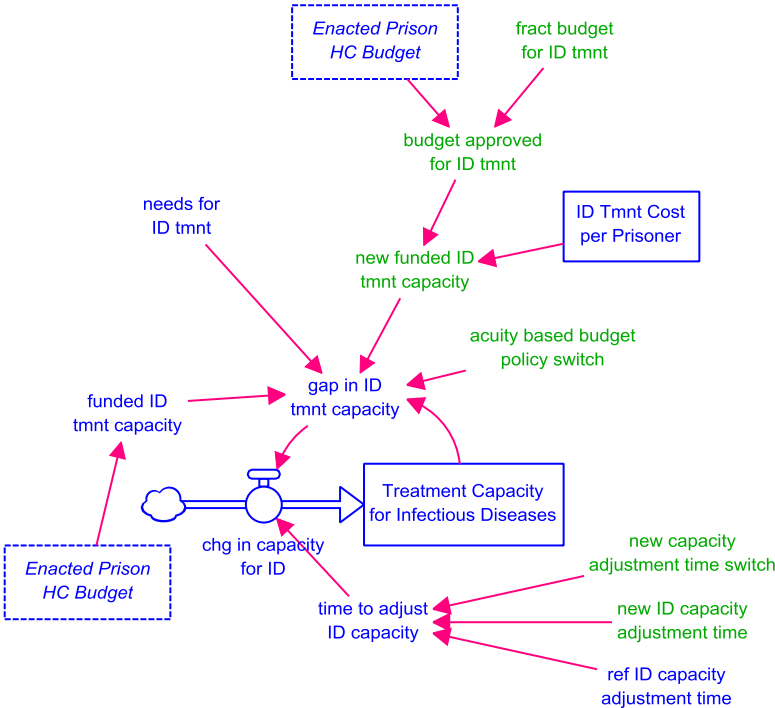 Enacted Prison
HC Budget
fract budget
for ID tmnt
budget approved
for ID tmnt
needs for
ID tmnt
ID Tmnt Cost
per Prisoner
new funded ID
tmnt capacity
acuity based budget
policy switch
gap in ID
tmnt capacity
funded ID
tmnt capacity
Treatment Capacity
for Infectious Diseases
chg in capacity
for ID
Enacted Prison
HC Budget
new capacity
adjustment time switch
time to adjust
ID capacity
new ID capacity
adjustment time
ref ID capacity
adjustment time